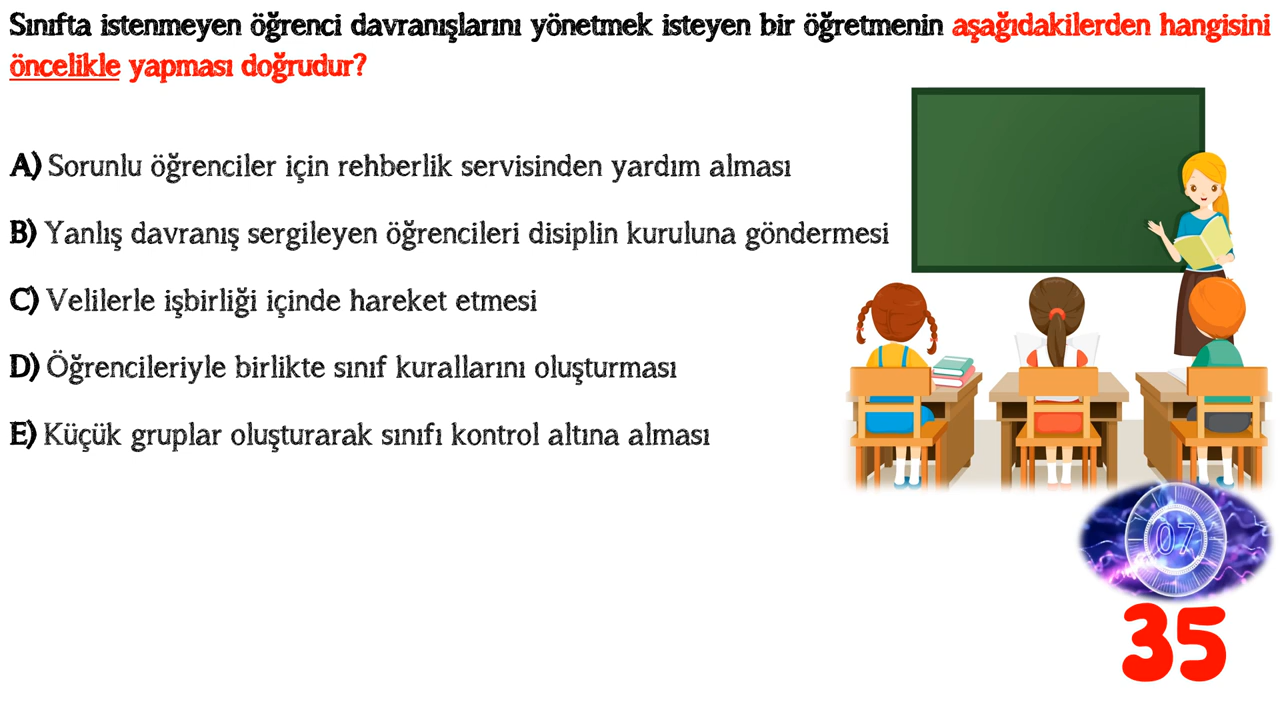 Sınıfta istenmeyen öğrenci davranışlarını yönetmek isteyen bir öğretmenin aşağıdakilerden hangisini
öncelikle yapması doğrudur?
A) Sorunlu öğrenciler için rehberlik servisinden yardım alması
B) Yanlış davranış sergileyen öğrencileri disiplin kuruluna göndermesi
C) Velilerle işbirliği içinde hareket etmesi
D) Öğrencileriyle birlikte sınıf kurallarını oluşturması
E) Küçük gruplar oluşturarak sınıfı kontrol altına alması
07
35